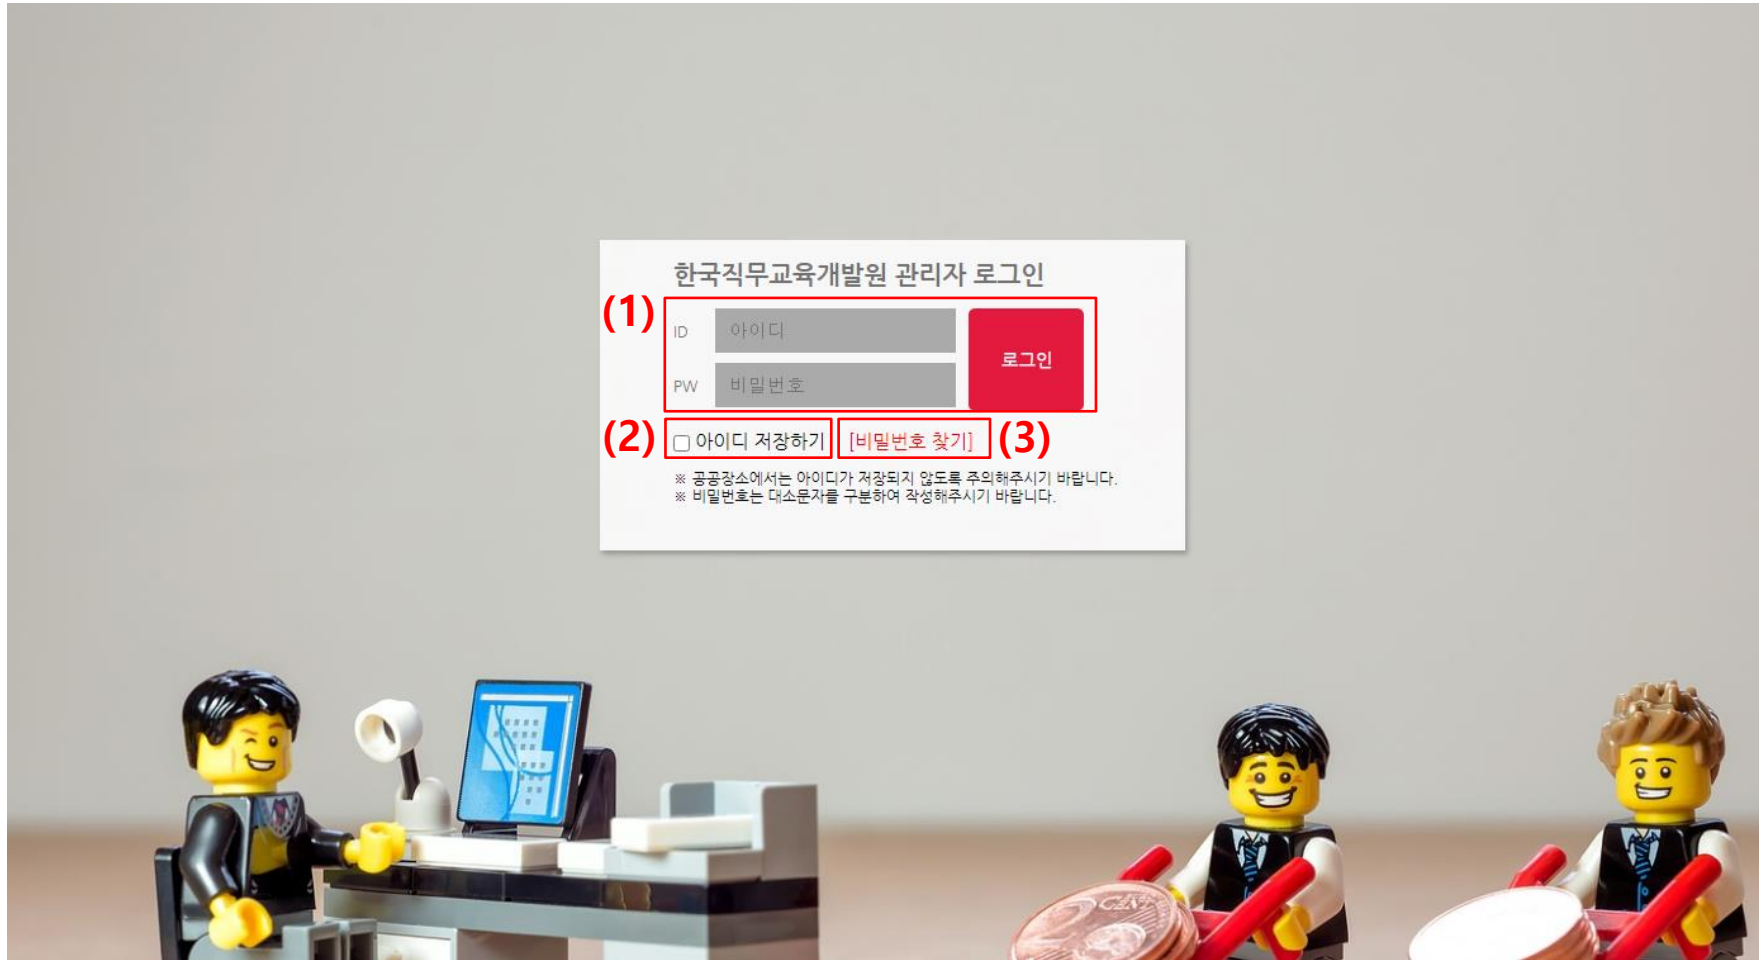 한국직무교육개발원 관리자 로그인
(1)
ID 아이디
로그인
PW 비밀번호
(2) 아이디 저장하기 [비밀번호 찾기] (3)
※ 공공장소에서는 아이디가 저장되지 않도록 주의해주시기 바랍니다.
※ 비밀번호는 대소문자를 구분하여 작성해주시기 바랍니다.
CENT